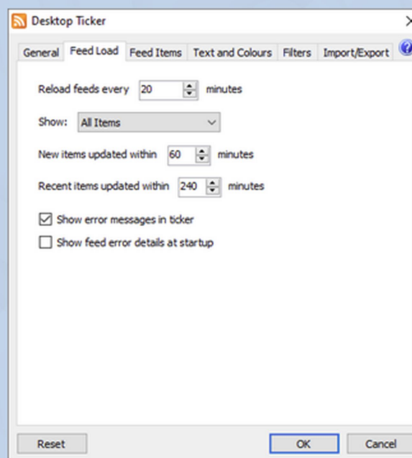 Desktop Ticker
General Feed Load Feed Items Text and Colours Filters Import/Export ?
Reload feeds every 20 minutes
Show: All Items
New items updated within 60 minutes
Recent items updated within 240 minutes
Show error messages in ticker
Show feed error details at startup
Reset OK Cancel